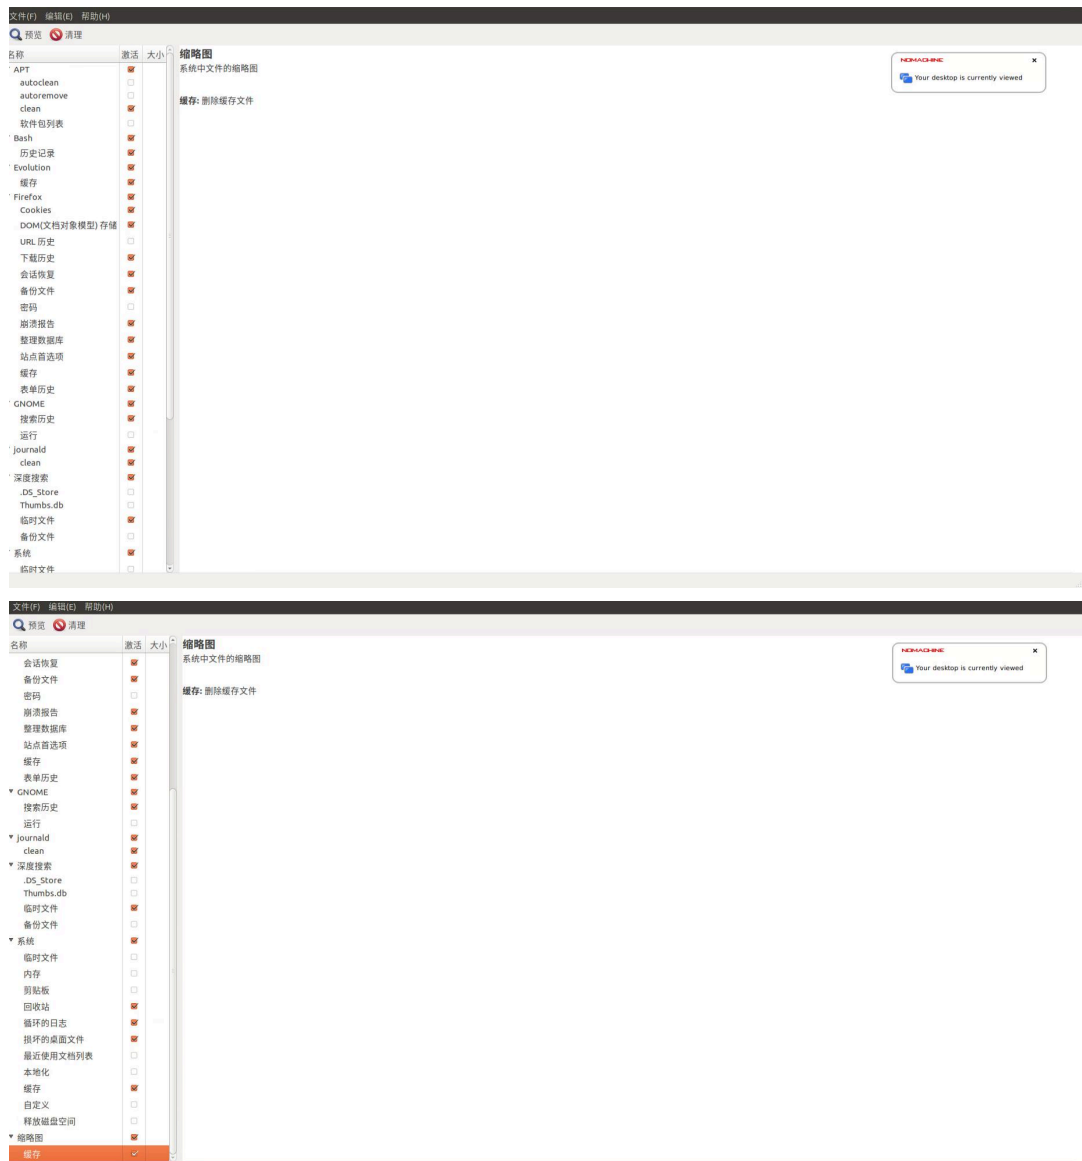 文件(F) 编辑(E) 帮助(H)
预览 清理
名称 激活 大小
APT
autoclean
autoremove
clean
软件包列表
Bash
历史记录
Evolution
缓存
Firefox
Cookies
DOM(文档对象模型) 存储
URL 历史
下载历史
会话恢复
备份文件
密码
崩溃报告
整理数据库
站点首选项
缓存
表单历史
GNOME
搜索历史
运行
journald
clean
深度搜索
.DS_Store
Thumbs.db
临时文件
备份文件
系统
临时文件
缩略图
系统中文件的缩略图
缓存: 删除缓存文件
NOMACHINE
Your desktop is currently viewed
文件(F) 编辑(E) 帮助(H)
预览 清理
名称 激活 大小
会话恢复
备份文件
密码
崩溃报告
整理数据库
站点首选项
缓存
表单历史
GNOME
搜索历史
运行
journald
clean
深度搜索
.DS_Store
Thumbs.db
临时文件
备份文件
系统
临时文件
内存
剪贴板
回收站
循环的日志
损坏的桌面文件
最近使用文档列表
本地化
缓存
自定义
释放磁盘空间
缩略图
缓存
缩略图
系统中文件的缩略图
缓存: 删除缓存文件
NOMACHINE
Your desktop is currently viewed